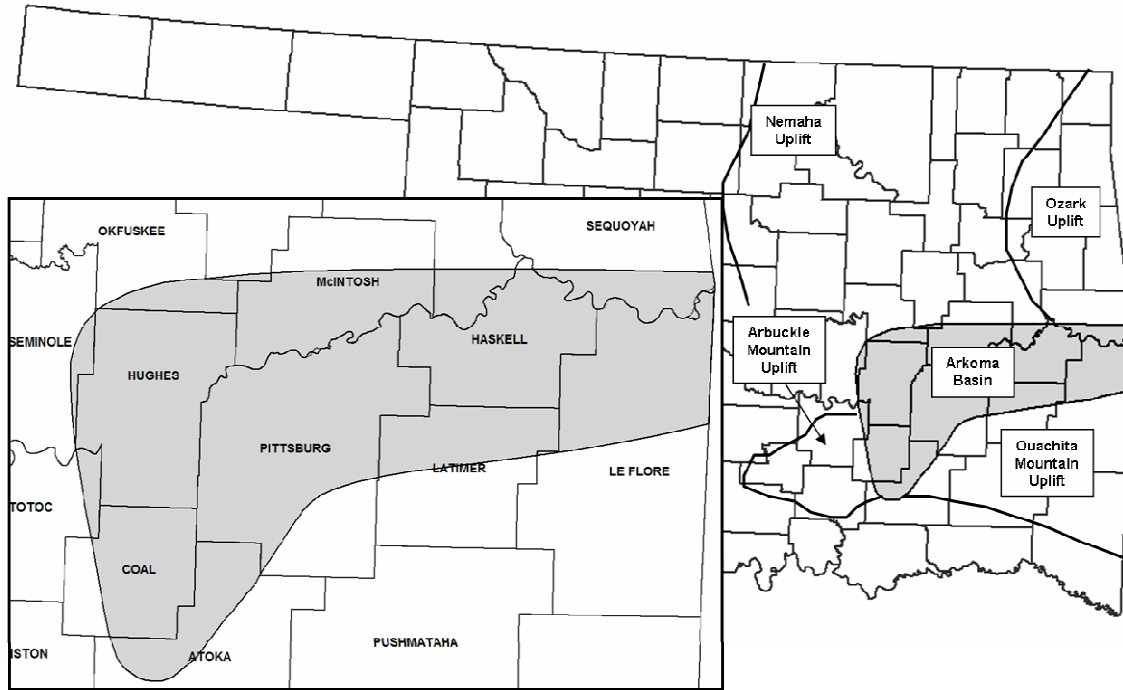 Nemaha
Uplift
Ozark
Uplift
OKFUSKEE
SEQUOYAH
McINTOSH
SEMINOLE
HASKELL
HUGHES
Arbuckle
Mountain
Uplift
Arkoma
Basin
PITTSBURG
LATIMER
LE FLORE
Ouachita
Mountain
Uplift
TOTOC
COAL
ISTON
ATOKA
PUSHMATAHA